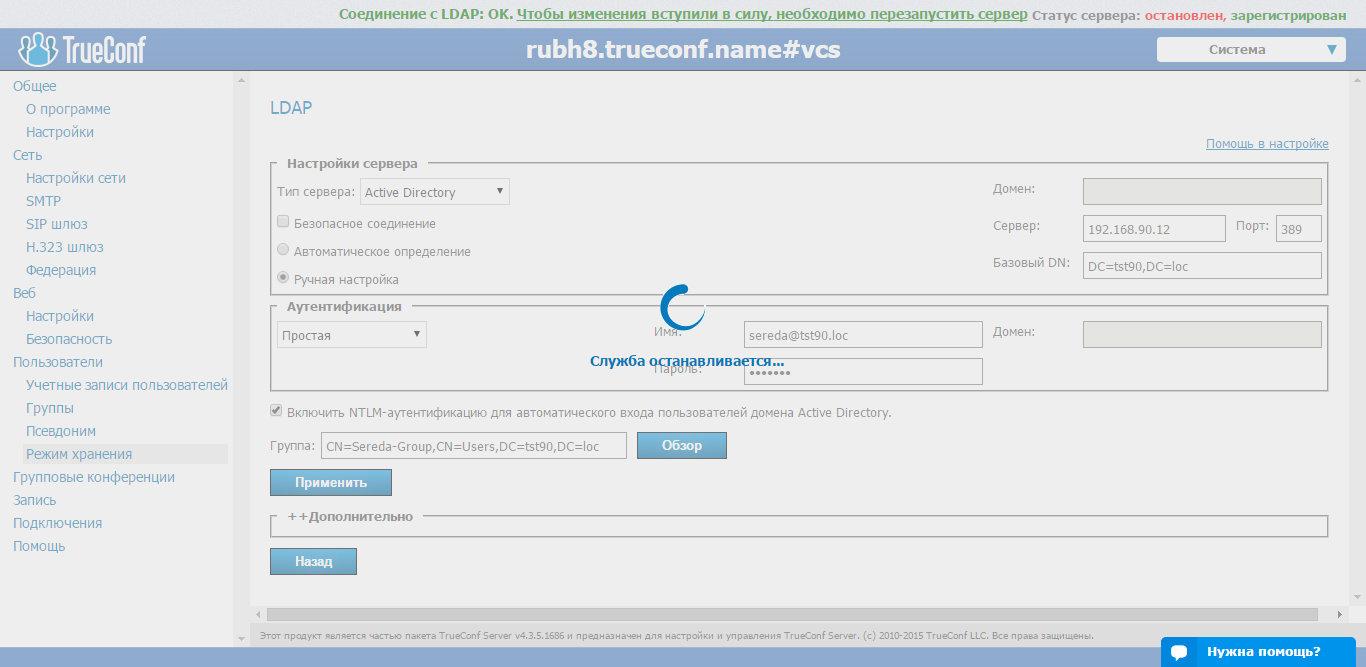 Соединение с LDAP: OK. Чтобы изменения вступили в силу, необходимо перезапустить сервер Статус сервера: остановлен, зарегистрирован
TrueConf
rubh8.trueconf.name#vcs
Система
Общее
О программе
Настройки
Сеть
Настройки сети
SMTP
SIP шлюз
H.323 шлюз
Федерация
Веб
Настройки
Безопасность
Пользователи
Учетные записи пользователей
Группы
Псевдоним
Режим хранения
Групповые конференции
Запись
Подключения
Помощь
LDAP
Помощь в настройке
Настройки сервера
Тип сервера: Active Directory
Домен:
Безопасное соединение
Сервер: 192.168.90.12 Порт: 389
Автоматическое определение
Базовый DN: DC=tst90,DC=loc
Ручная настройка
Аутентификация
Простая
Имя: sereda@tst90.loc
Домен:
Служба останавливается...
Пароль: •••••••
Включить NTLM-аутентификацию для автоматического входа пользователей домена Active Directory.
Группа: CN=Sereda-Group,CN=Users,DC=tst90,DC=loc Обзор
Применить
++Дополнительно
Назад
Этот продукт является частью пакета TrueConf Server v4.3.5.1686 и предназначен для настройки и управления TrueConf Server. (c) 2010-2015 TrueConf LLC. Все права защищены.
Нужна помощь?